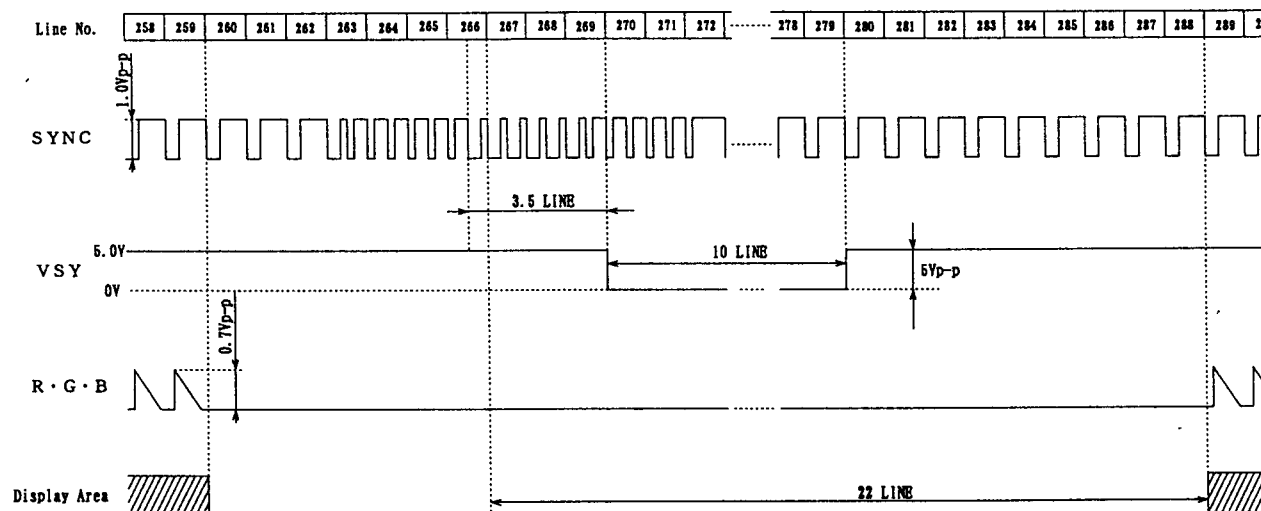 Line No. 258 259 260 261 262 263 264 265 266 267 268 269 270 271 272 278 279 280 281 282 283 284 285 286 287 288 289 2
1.0Vp-p
SYNC
3.5 LINE
5.0V
VSY
10 LINE
5Vp-p
0V
0.7Vp-p
R・G・B
Display Area
22 LINE